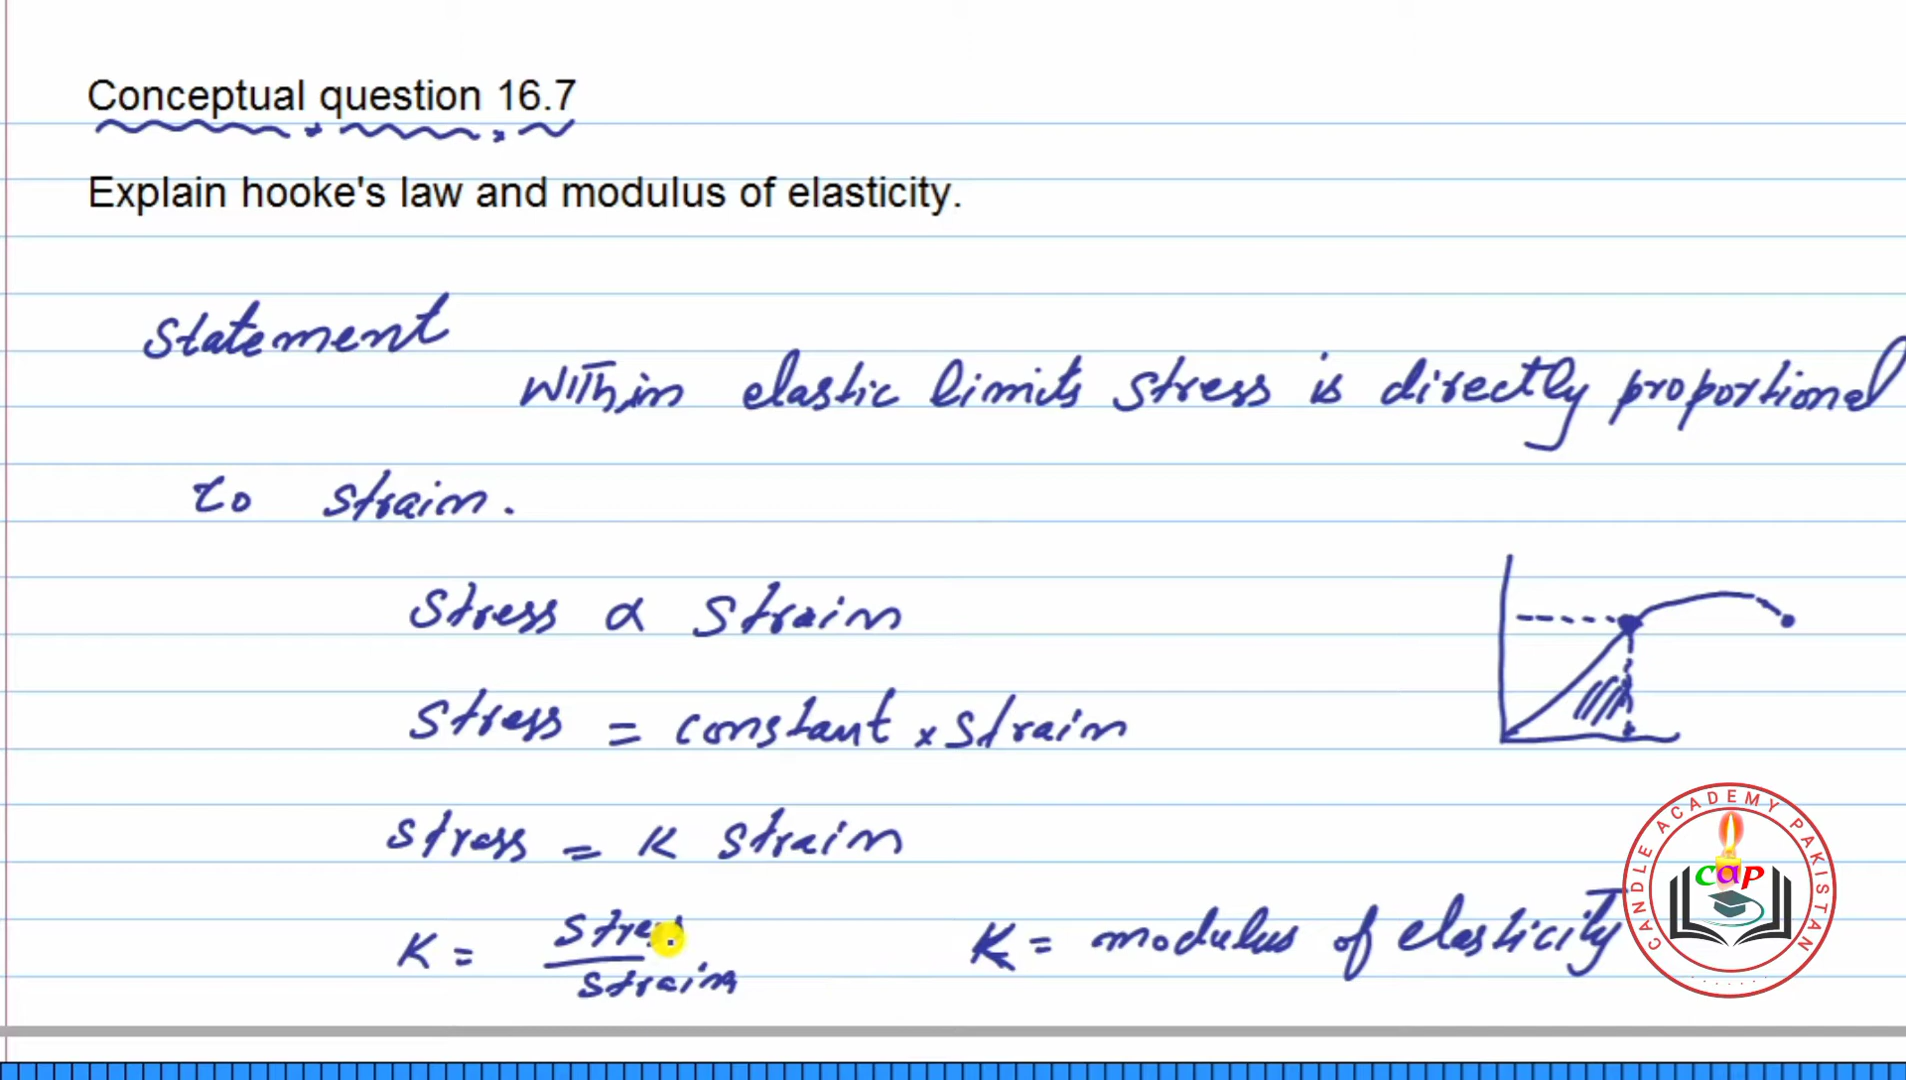 Conceptual question 16.7
Explain hooke's law and modulus of elasticity.
Statement
Within elastic limits stress is directly proportional
to strain.
Stress α Strain
Stress = constant × strain
Stress = K Strain
K = Stress / Strain
K = modulus of elasticity
CANDLE ACADEMY PAKISTAN
cap